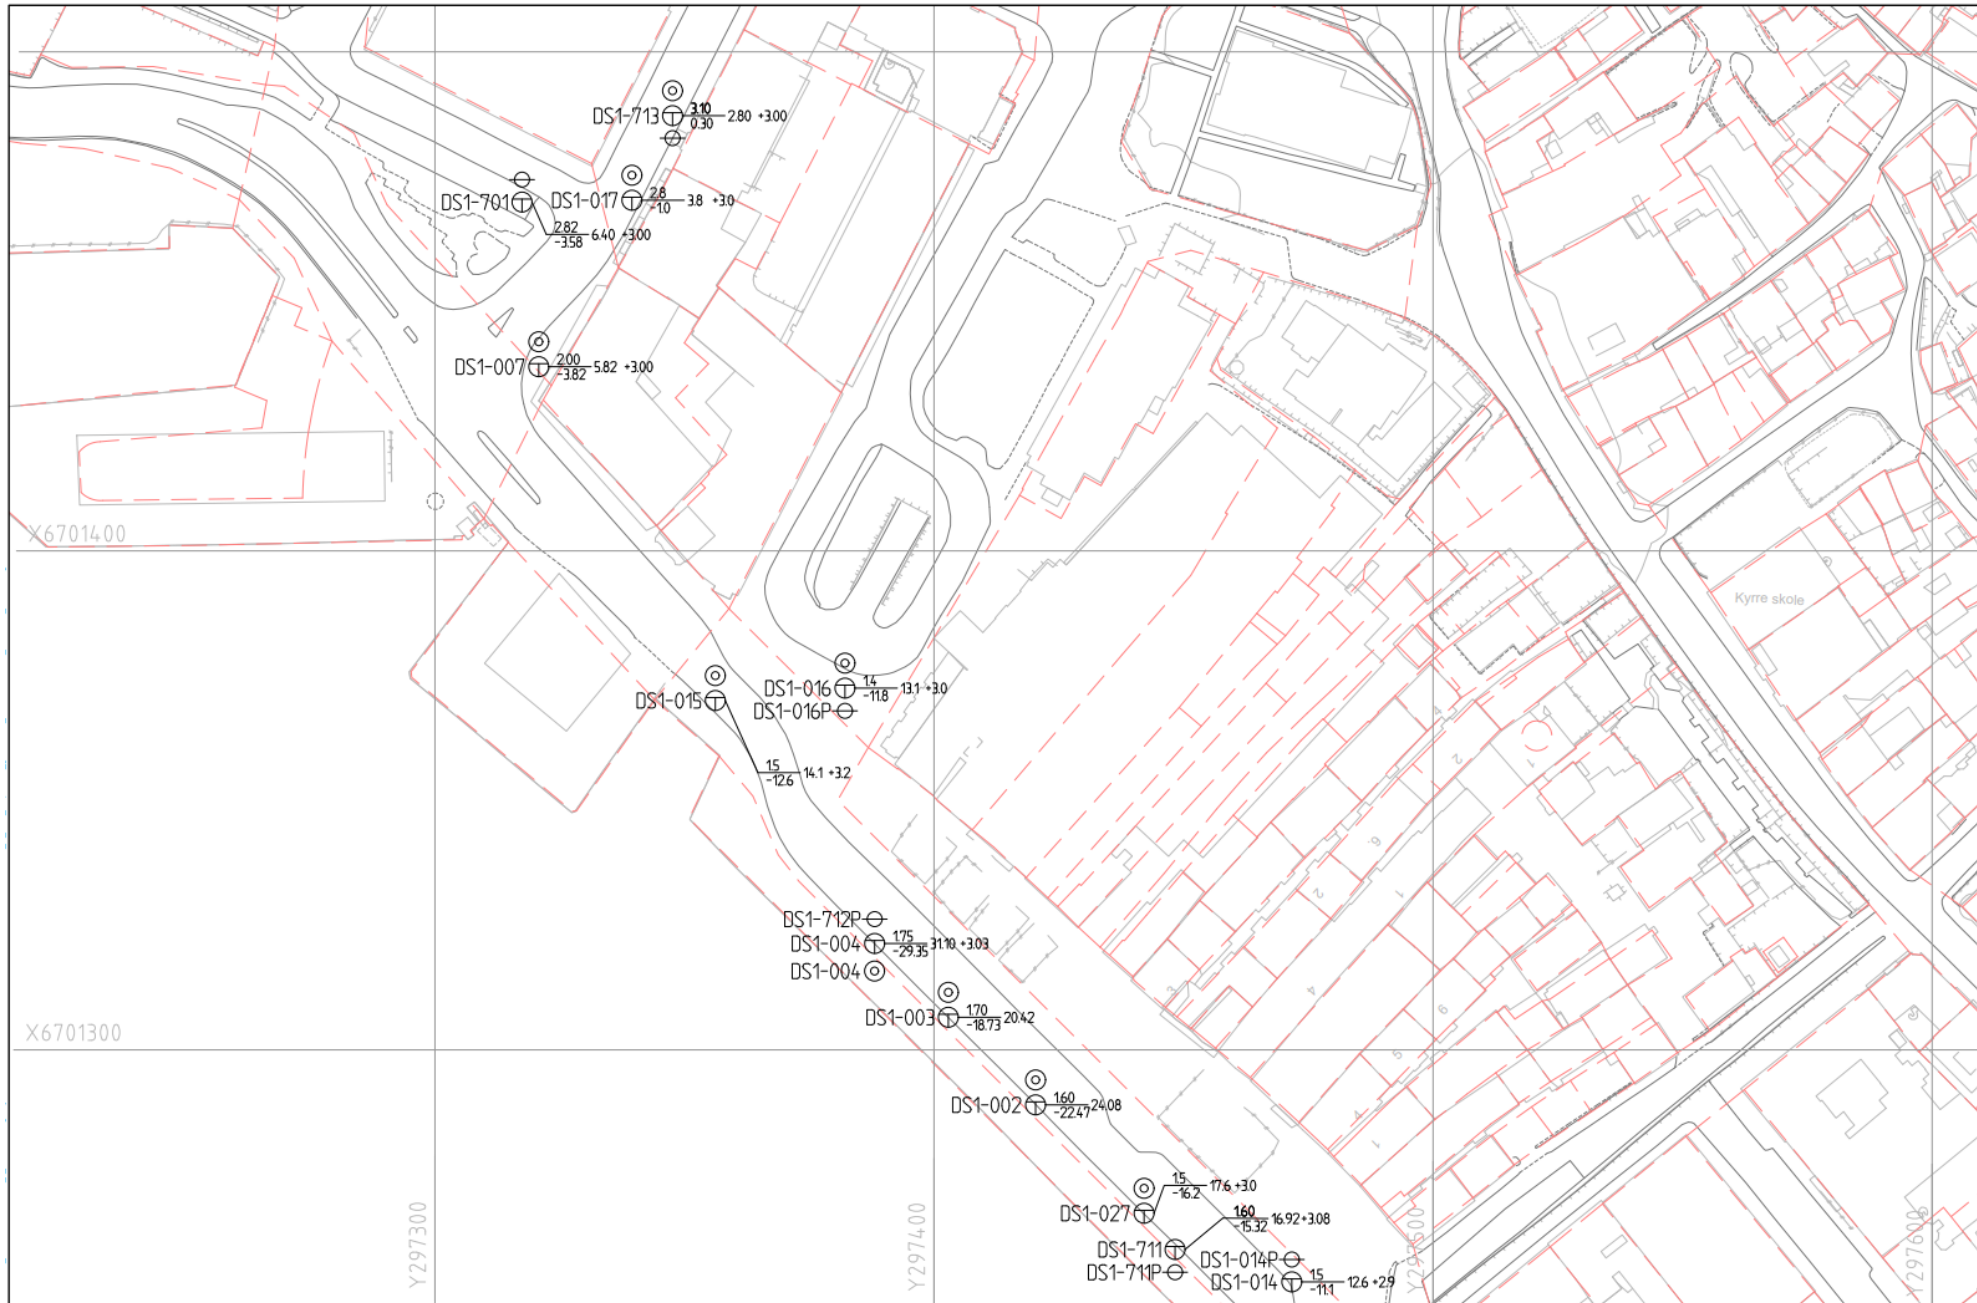 DS1-713 3.10 2.80 +3.00
0.30
DS1-701
DS1-017 2.8 3.8 +3.0
-1.0
2.82 6.40 +3.00
-3.58
DS1-007 2.00 5.82 +3.00
-3.82
X6701400
Kyrre skole
DS1-016 1.4 13.1 +3.0
-11.8
DS1-015
DS1-016P
1.5 14.1 +3.2
-12.6
DS1-712P
DS1-004 1.75 31.10 +3.03
-29.35
DS1-004
DS1-003 1.70 20.42
-18.73
X6701300
DS1-002 1.60 24.08
-22.47
1.5 17.6 +3.0
-16.2
DS1-027
1.60 16.92 +3.08
-15.32
DS1-711
DS1-014P
DS1-711P
DS1-014 1.5 12.6 +2.9
-11.1
Y297300
Y297400
Y297500
Y297600